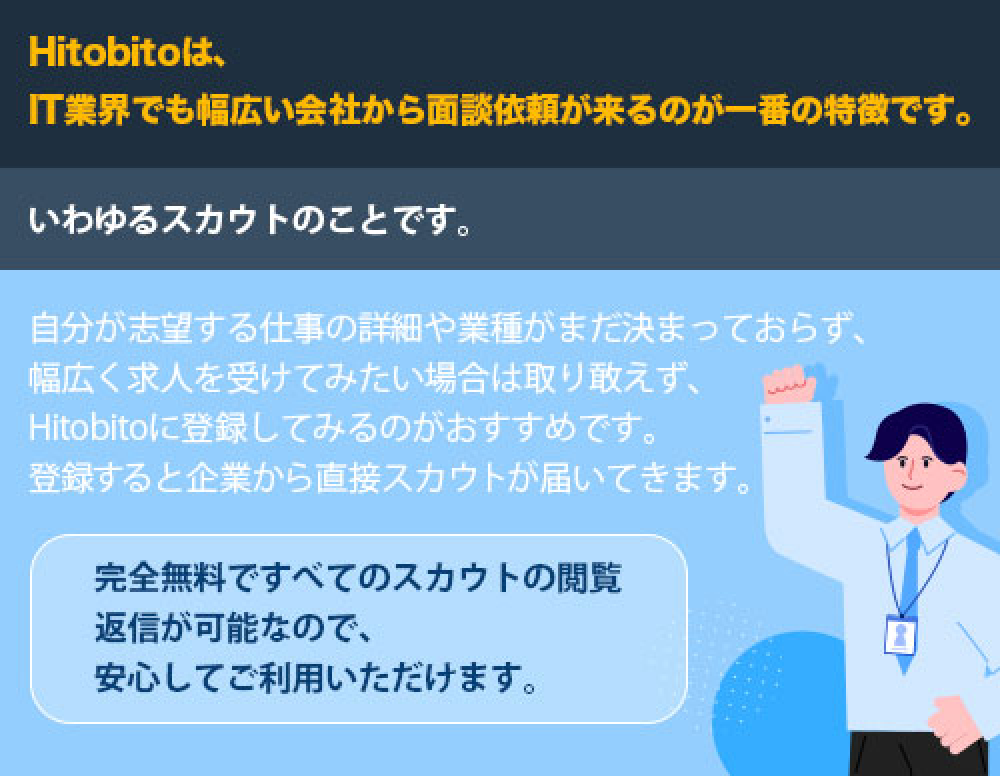 Hitobitoは、
IT業界でも幅広い会社から面談依頼が来るのが一番の特徴です。
いわゆるスカウトのことです。
自分が志望する仕事の詳細や業種がまだ決まっておらず、
幅広く求人を受けてみたい場合は取り敢えず、
Hitobitoに登録してみるのがおすすめです。
登録すると企業から直接スカウトが届いてきます。
完全無料ですべてのスカウトの閲覧
返信が可能なので、
安心してご利用いただけます。